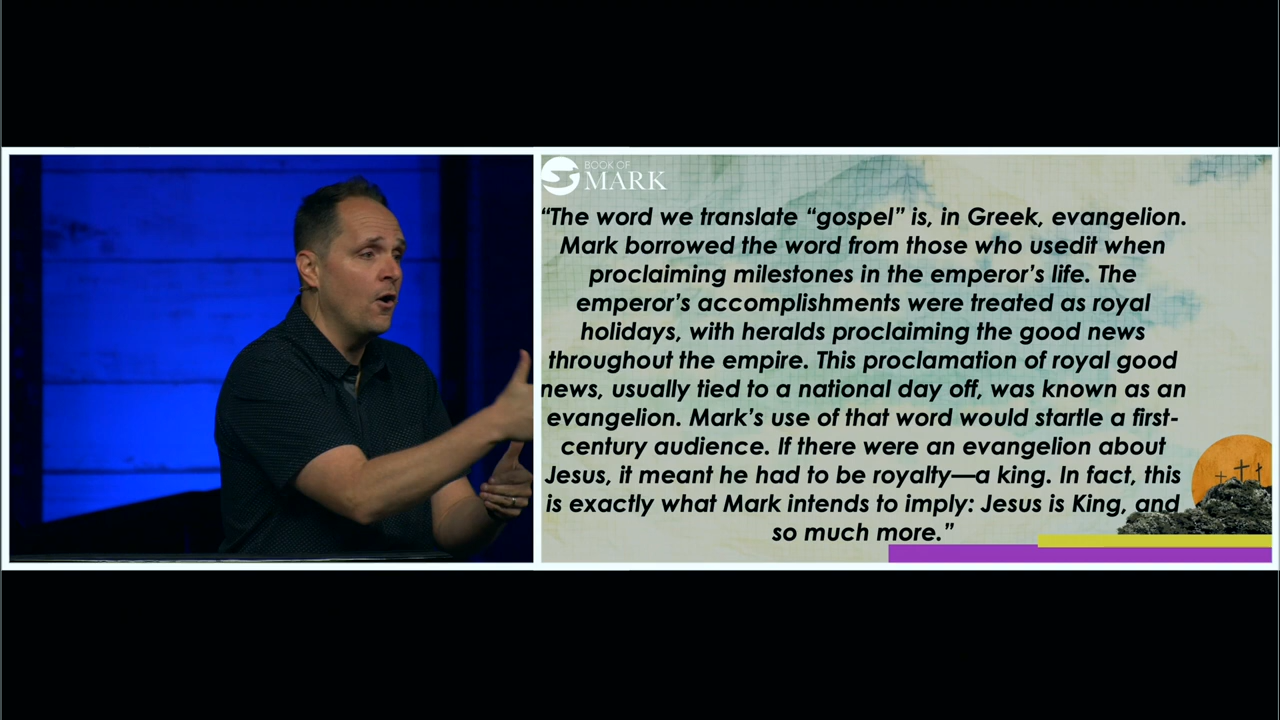 BOOK OF
MARK
“The word we translate “gospel” is, in Greek, evangelion.
Mark borrowed the word from those who usedit when
proclaiming milestones in the emperor’s life. The
emperor’s accomplishments were treated as royal
holidays, with heralds proclaiming the good news
throughout the empire. This proclamation of royal good
news, usually tied to a national day off, was known as an
evangelion. Mark’s use of that word would startle a first-
century audience. If there were an evangelion about
Jesus, it meant he had to be royalty—a king. In fact, this
is exactly what Mark intends to imply: Jesus is King, and
so much more.”